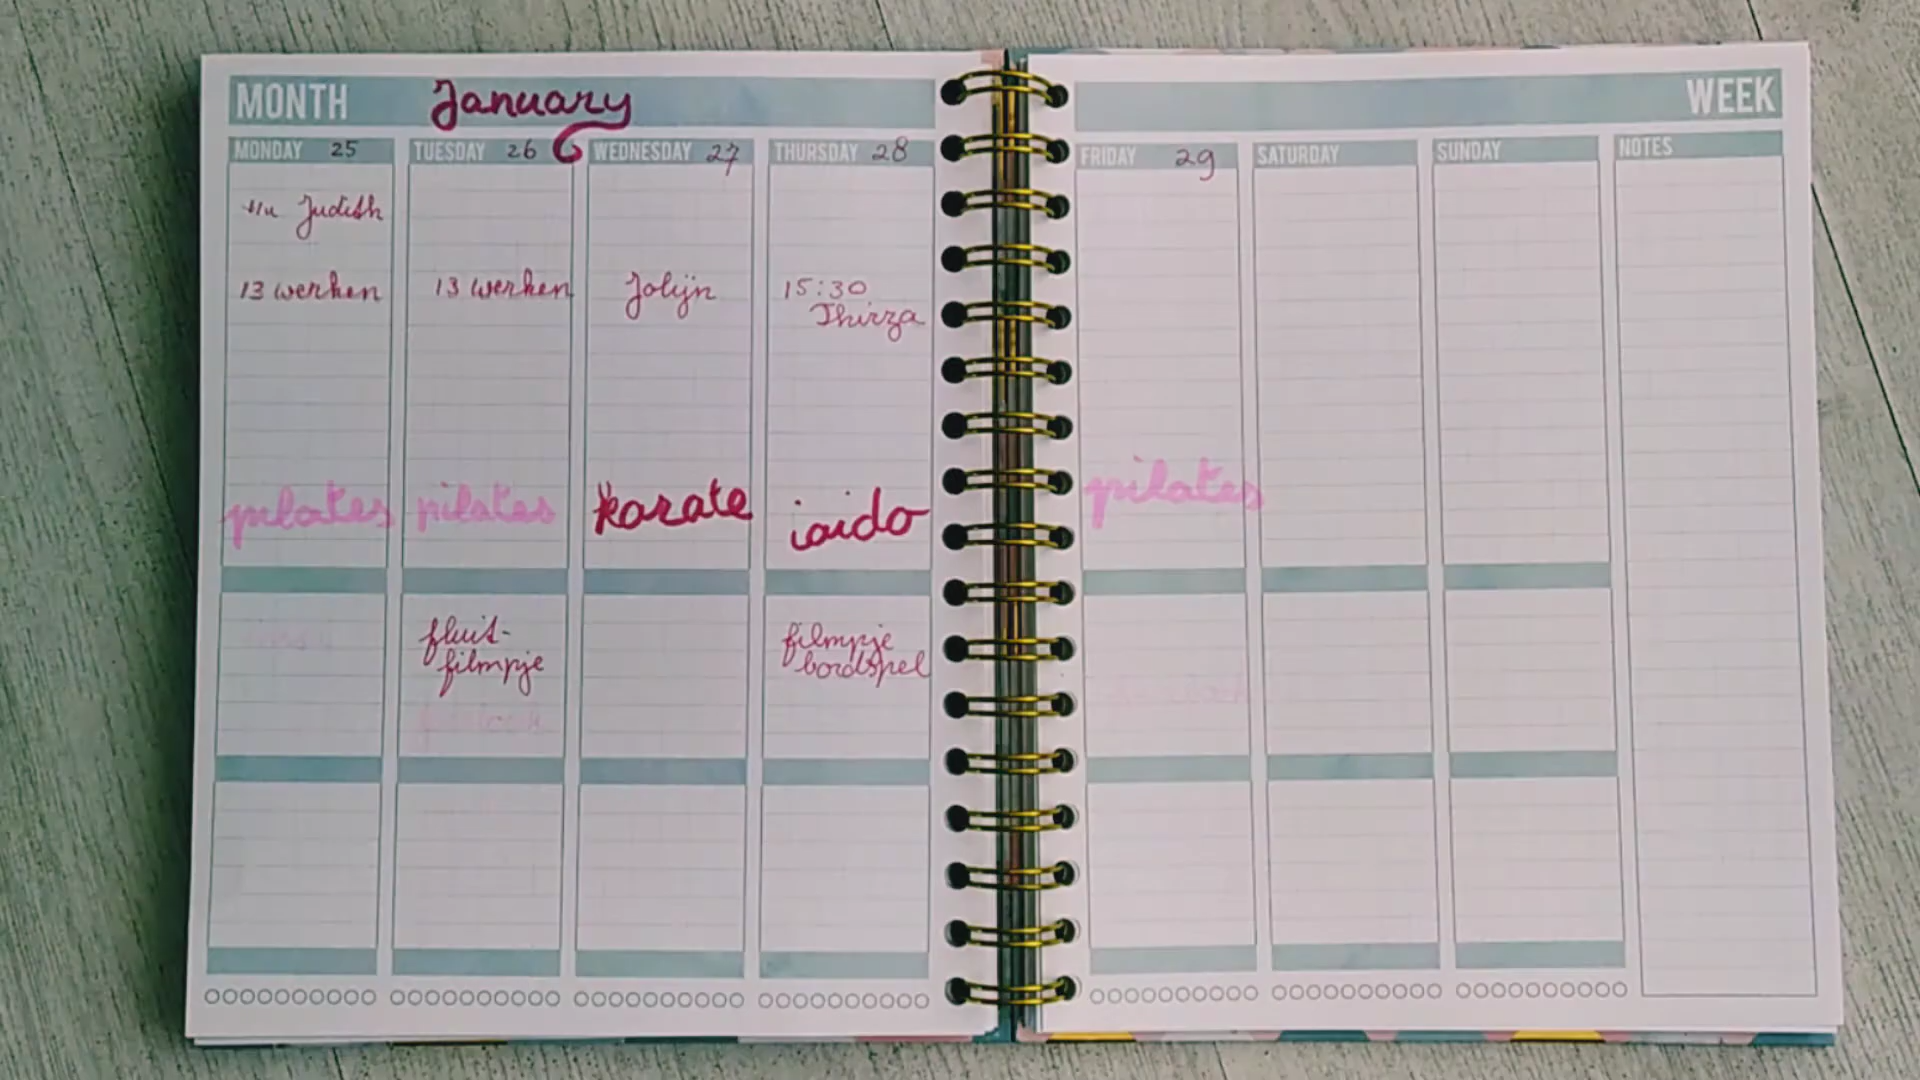 MONTH January
WEEK
MONDAY 25
TUESDAY 26
WEDNESDAY 27
THURSDAY 28
FRIDAY 29
SATURDAY
SUNDAY
NOTES
Judith
13 werken
13 werken
Jolijn
15:30
Thirza
pilates
pilates
karate
iaido
pilates
fluit-
filmpje
filmpje
bordspel